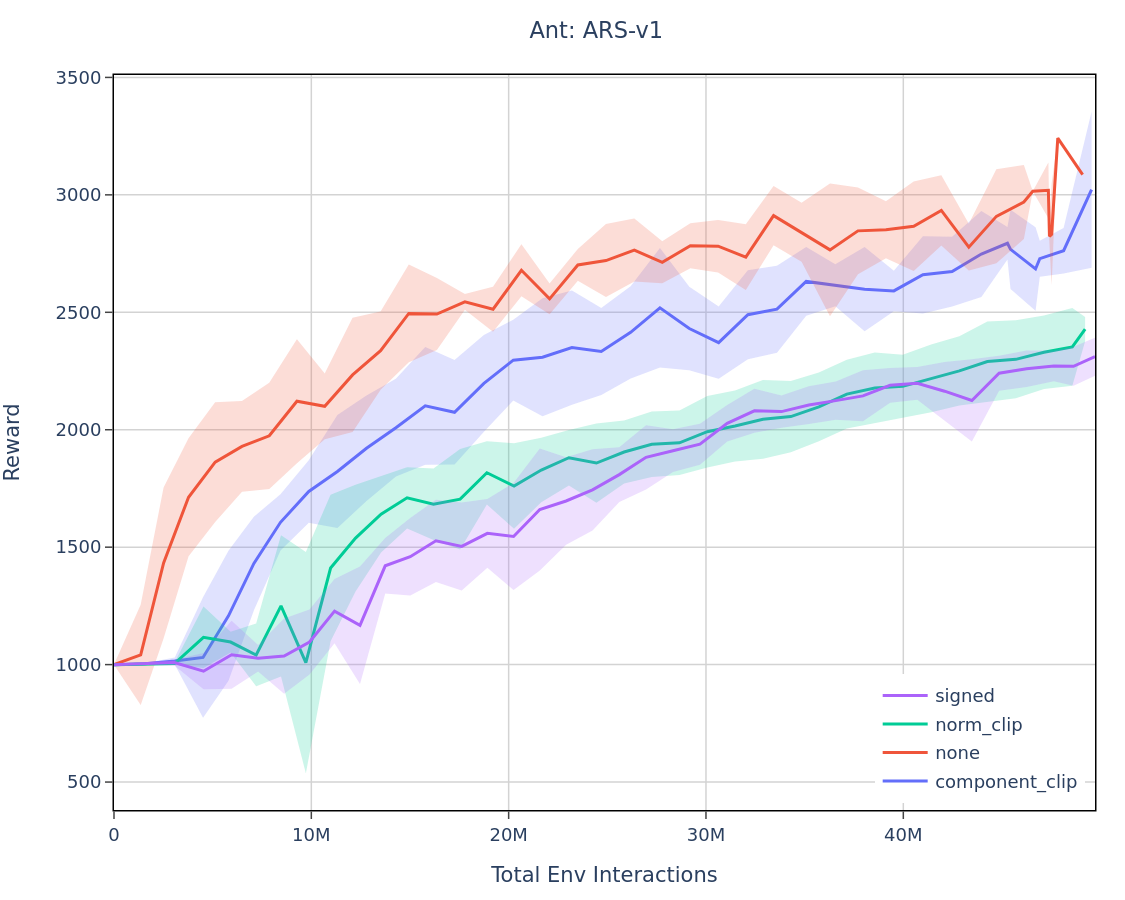 Ant: ARS-v1
3500
3000
2500
2000
1500
1000
500
Reward
0
10M
20M
30M
40M
Total Env Interactions
signed
norm_clip
none
component_clip